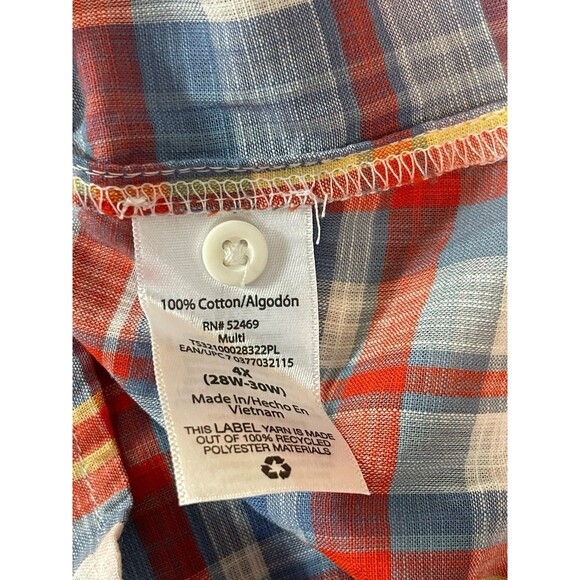 100% Cotton/Algodón
RN# 52469
Multi
TS32100028322PL
EAN/UPC 7 0377032115
4X
(28W-30W)
Made In/Hecho En
Vietnam
THIS LABEL YARN IS MADE
OUT OF 100% RECYCLED
POLYESTER MATERIALS